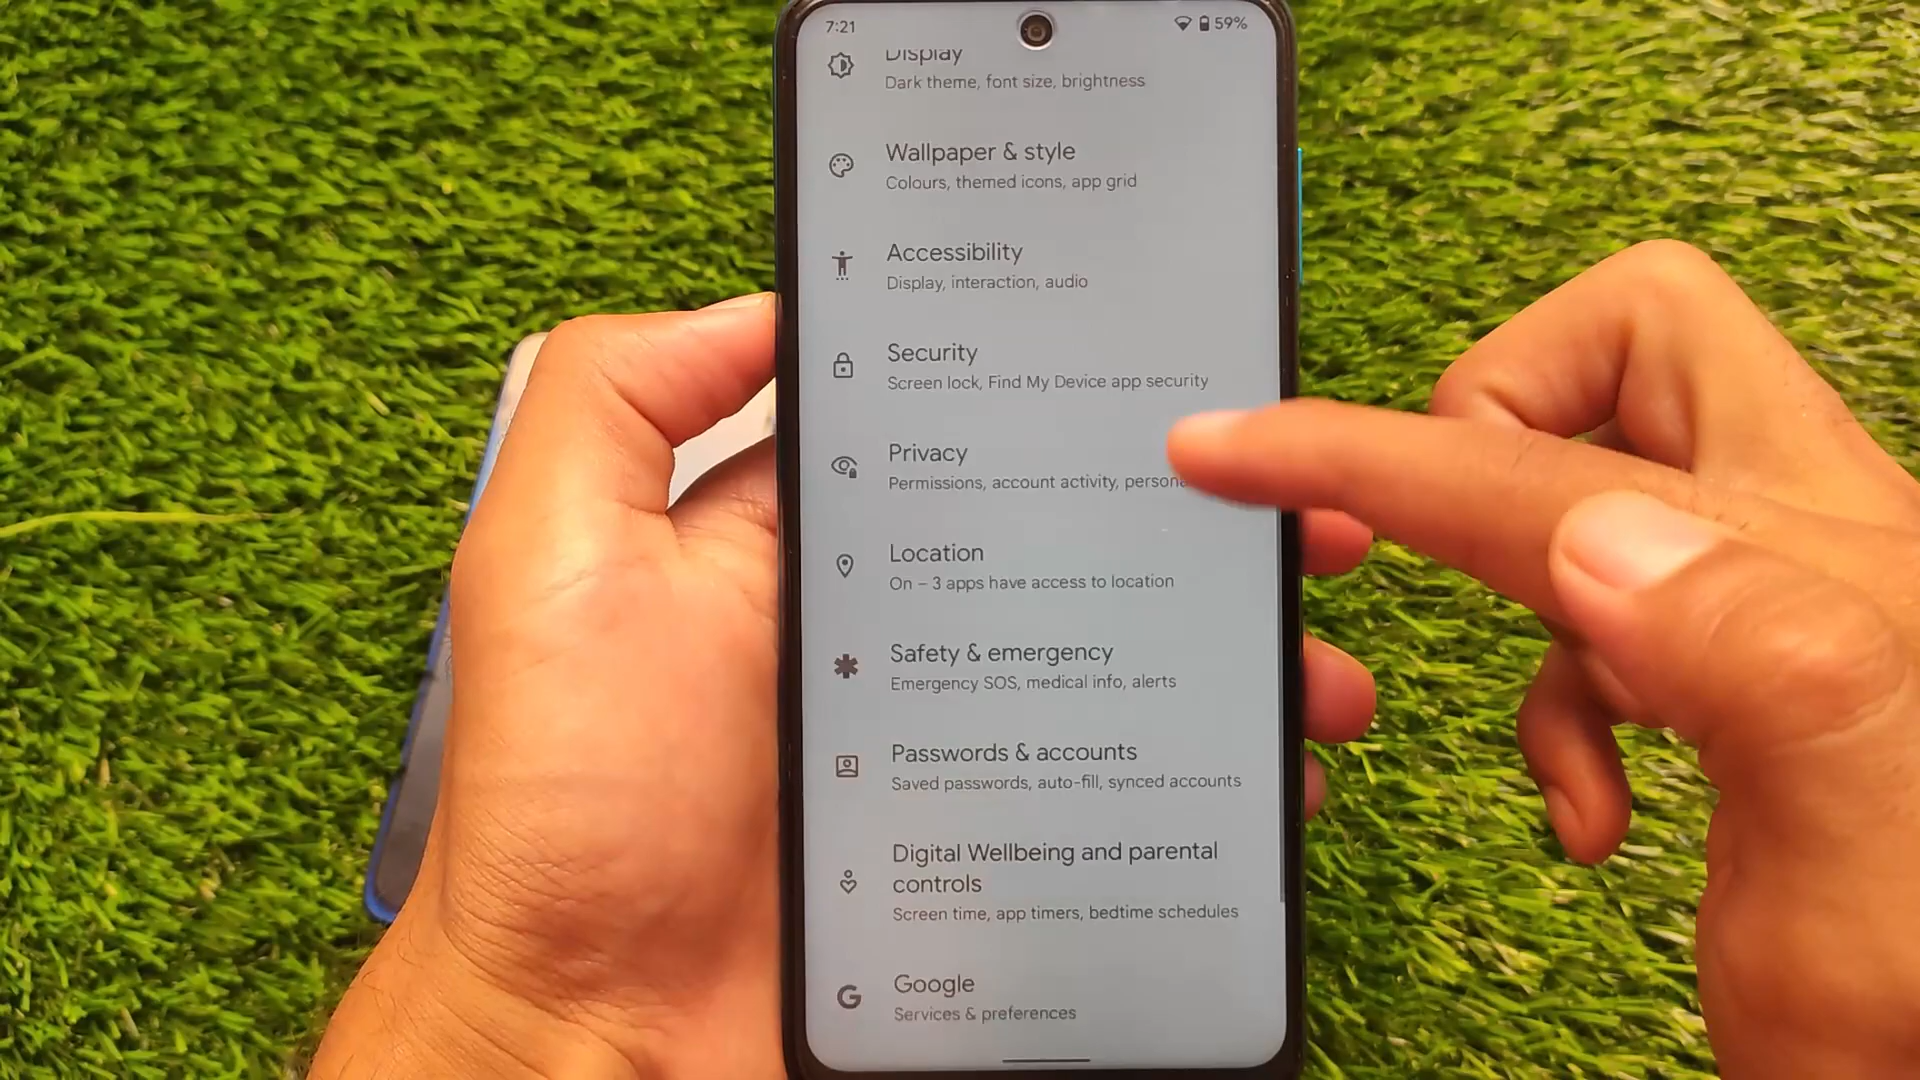 7:21
59%
Display
Dark theme, font size, brightness
Wallpaper & style
Colours, themed icons, app grid
Accessibility
Display, interaction, audio
Security
Screen lock, Find My Device app security
Privacy
Permissions, account activity,
Location
On – 3 apps have access to location
Safety & emergency
Emergency SOS, medical info, alerts
Passwords & accounts
Saved passwords, auto-fill, synced accounts
Digital Wellbeing and parental
controls
Screen time, app timers, bedtime schedules
Google
Services & preferences